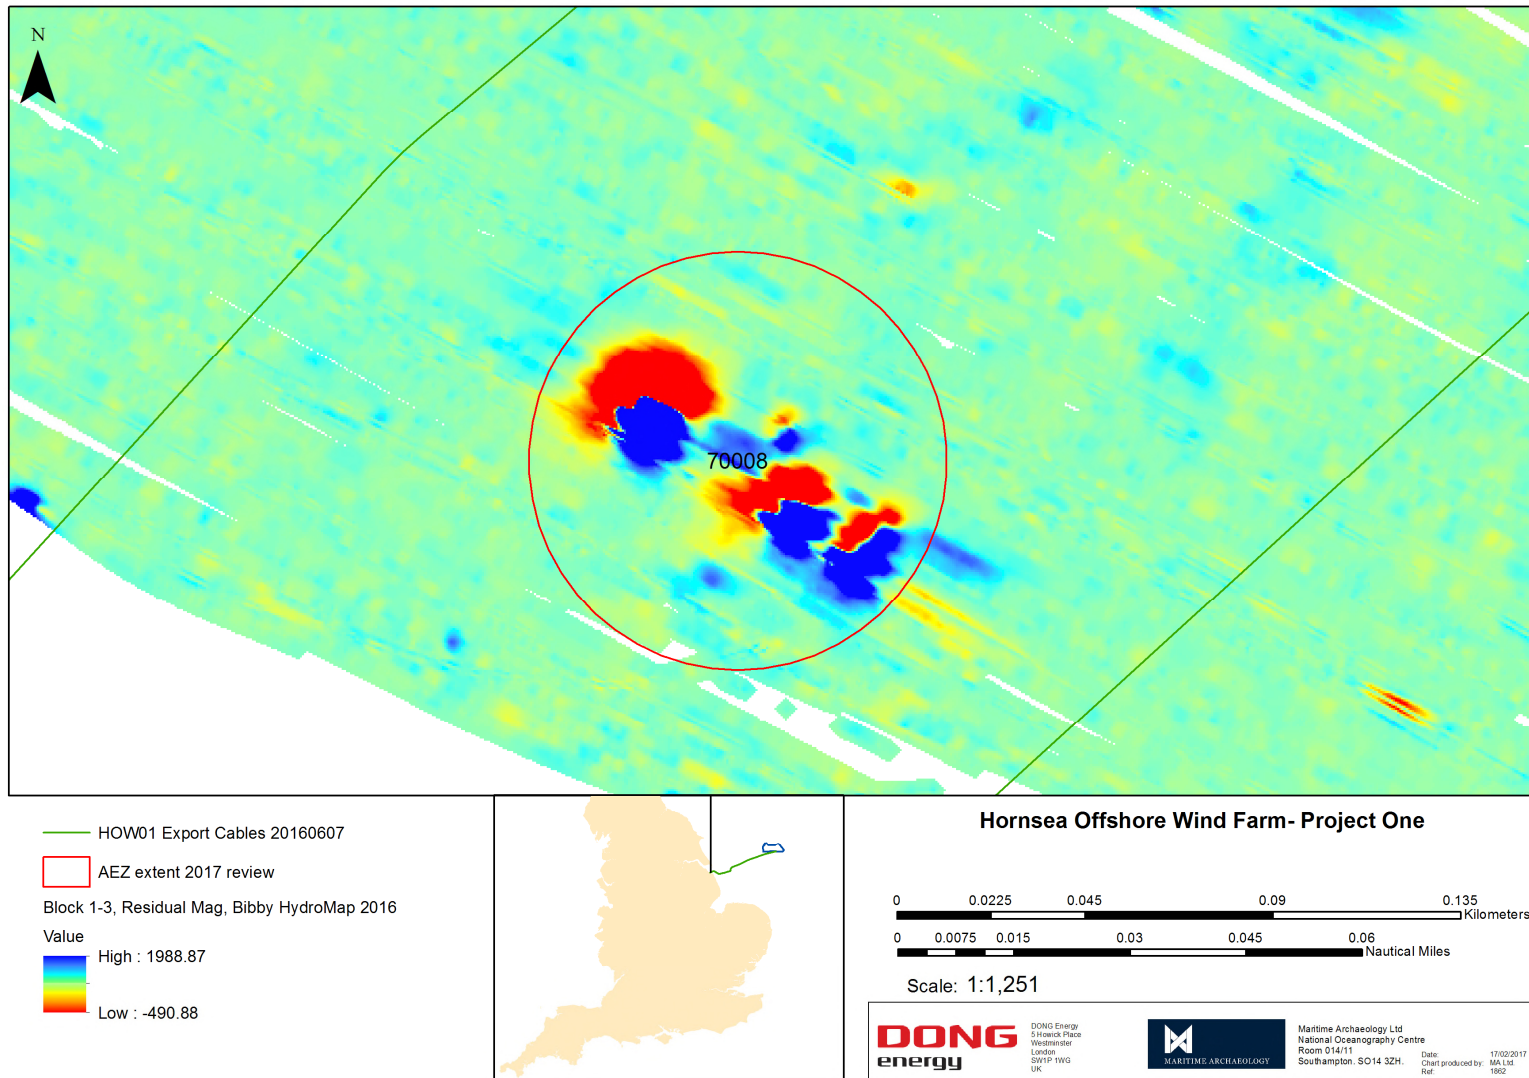 N
70008
HOW01 Export Cables 20160607
AEZ extent 2017 review
Block 1-3, Residual Mag, Bibby HydroMap 2016
Value
High : 1988.87
Low : -490.88
Hornsea Offshore Wind Farm- Project One
0 0.0225 0.045 0.09 0.135
Kilometers
0 0.0075 0.015 0.03 0.045 0.06
Nautical Miles
Scale: 1:1,251
DONG
energy
DONG Energy
5 Howick Place
Westminster
London
SW1P 1WG
UK
MARITIME ARCHAEOLOGY
Maritime Archaeology Ltd
National Oceanography Centre
Room 014/11
Southampton. SO14 3ZH.
Date: 17/02/2017
Chart produced by: MA Ltd.
Ref: 1862